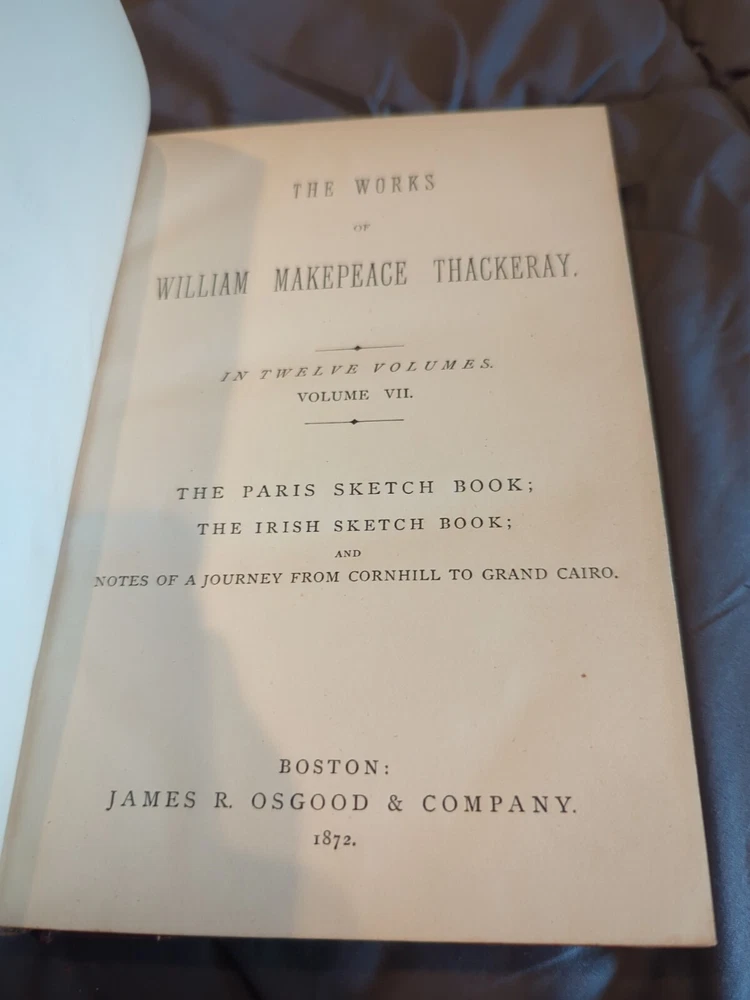 THE WORKS
OF
WILLIAM MAKEPEACE THACKERAY.
IN TWELVE VOLUMES.
VOLUME VII.
THE PARIS SKETCH BOOK;
THE IRISH SKETCH BOOK;
AND
NOTES OF A JOURNEY FROM CORNHILL TO GRAND CAIRO.
BOSTON:
JAMES R. OSGOOD & COMPANY.
1872.